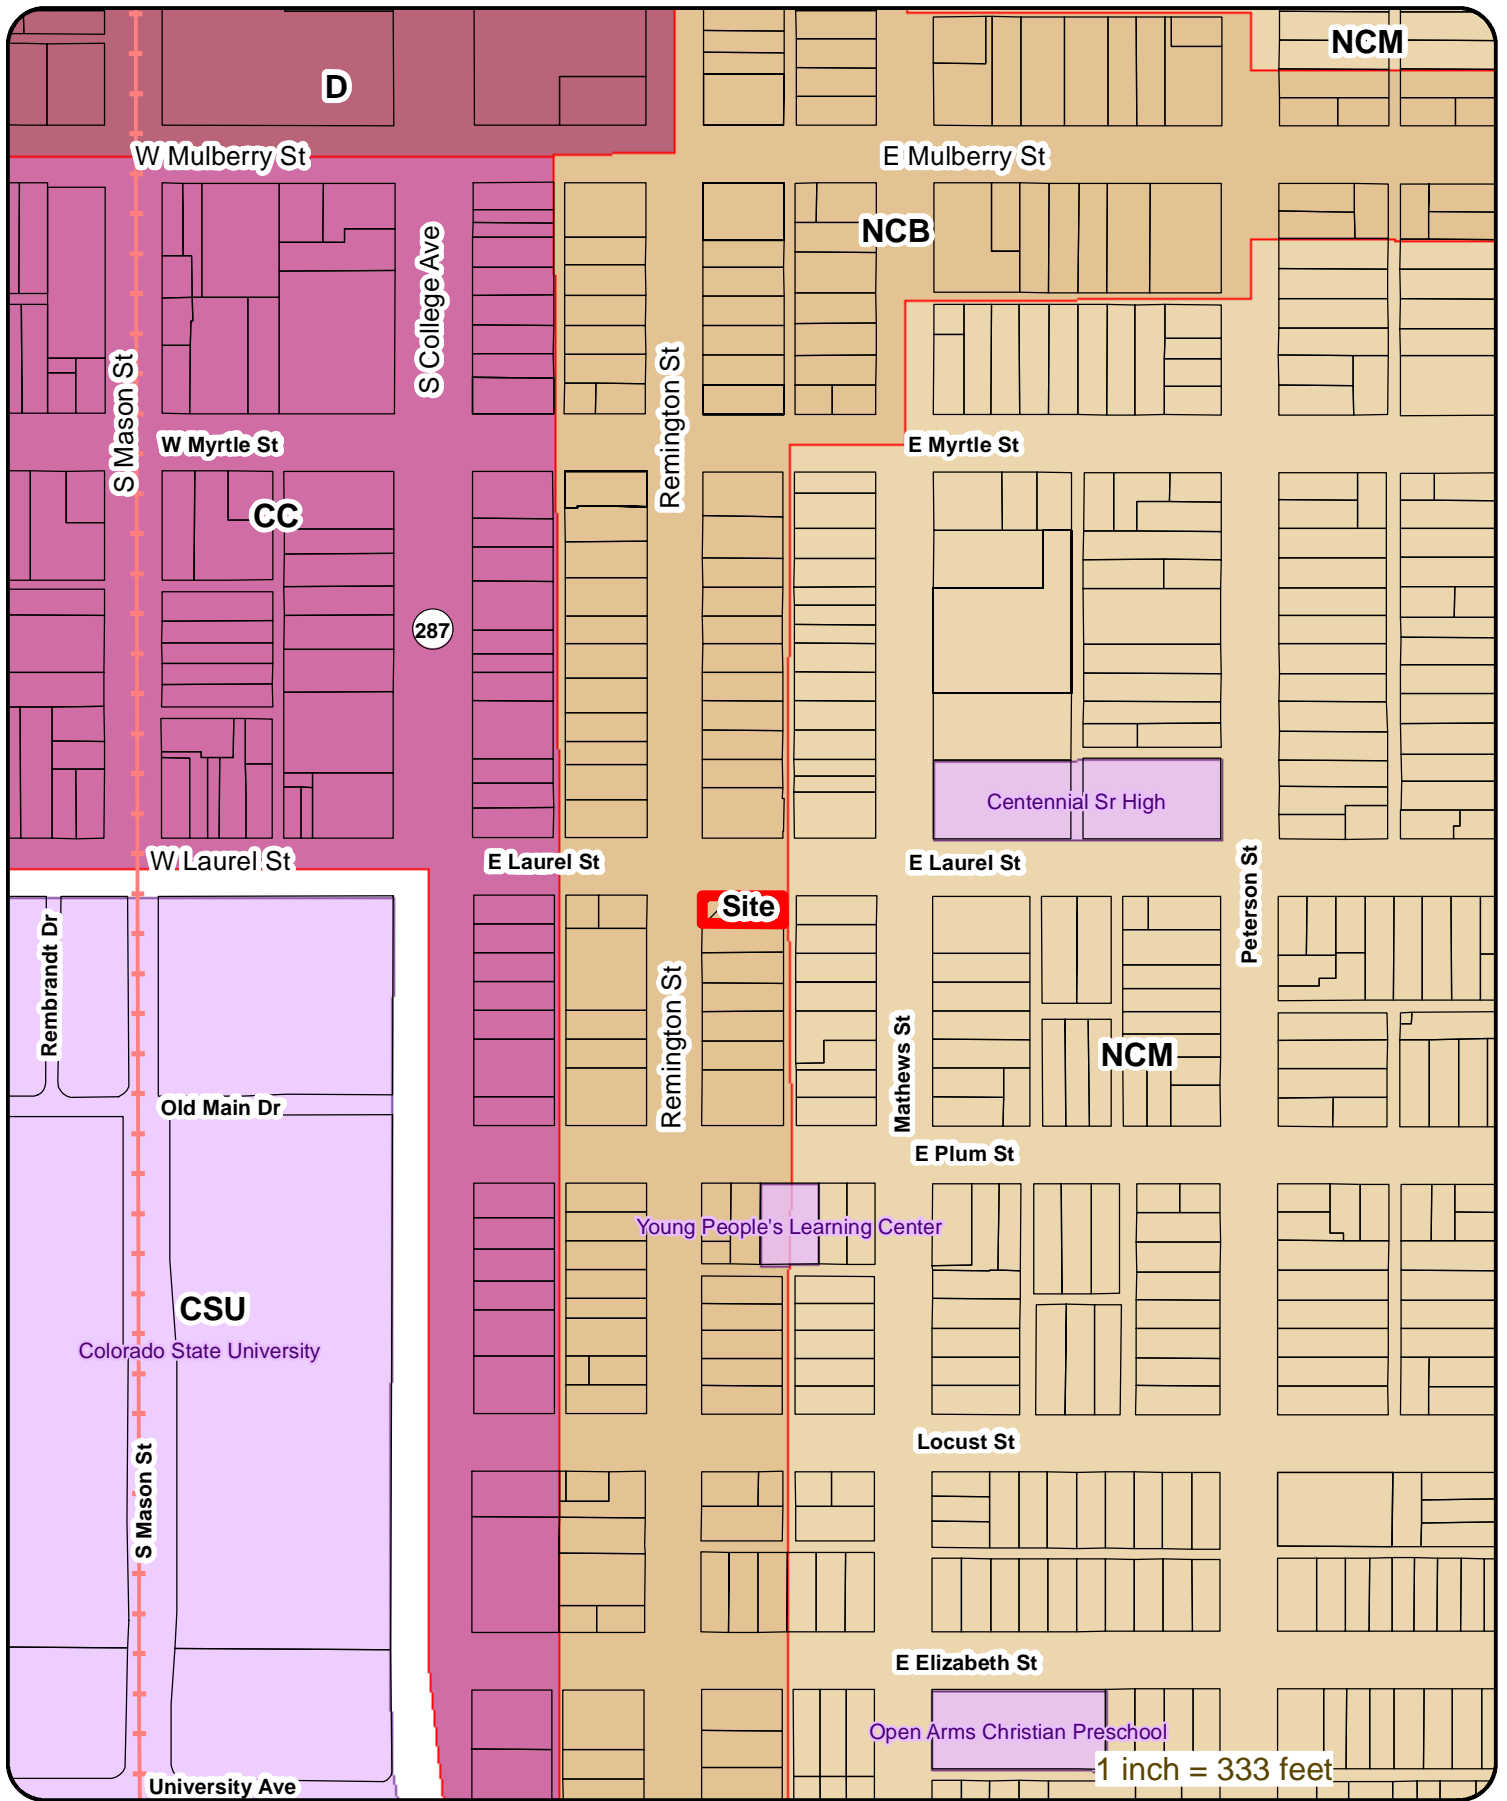 NCM
D
W Mulberry St
E Mulberry St
NCB
S College Ave
S Mason St
Remington St
W Myrtle St
E Myrtle St
CC
287
Centennial Sr High
W Laurel St
E Laurel St
E Laurel St
Peterson St
Site
Rembrandt Dr
Remington St
Mathews St
NCM
Old Main Dr
E Plum St
Young People's Learning Center
CSU
Colorado State University
Locust St
S Mason St
E Elizabeth St
Open Arms Christian Preschool
1 inch = 333 feet
University Ave